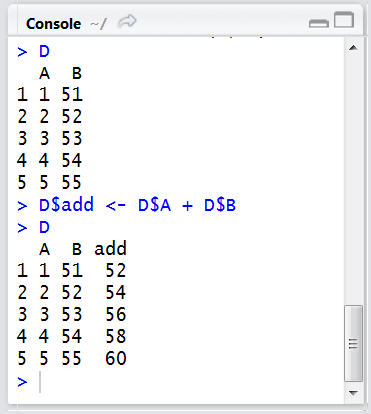 Console ~/
> D
  A  B
1 1 51
2 2 52
3 3 53
4 4 54
5 5 55
> D$add <- D$A + D$B
> D
  A  B add
1 1 51  52
2 2 52  54
3 3 53  56
4 4 54  58
5 5 55  60
>